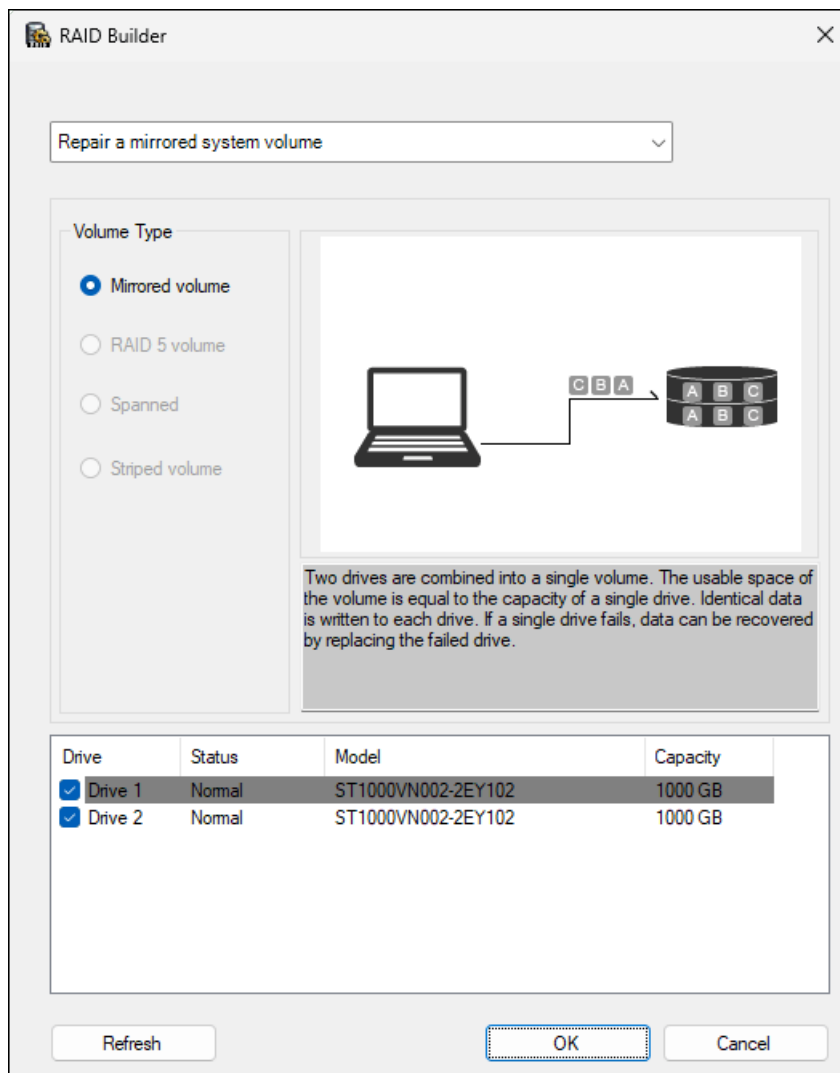 RAID Builder
Repair a mirrored system volume
Volume Type
Mirrored volume
RAID 5 volume
Spanned
Striped volume
C B A
A B C
A B C
Two drives are combined into a single volume. The usable space of
the volume is equal to the capacity of a single drive. Identical data
is written to each drive. If a single drive fails, data can be recovered
by replacing the failed drive.
Drive Status Model Capacity
Drive 1 Normal ST1000VN002-2EY102 1000 GB
Drive 2 Normal ST1000VN002-2EY102 1000 GB
Refresh OK Cancel